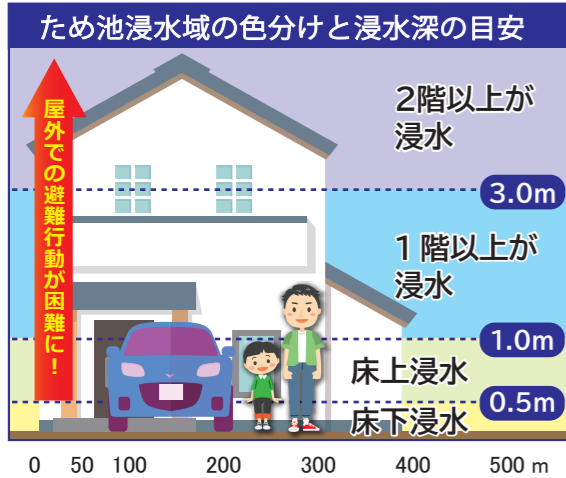 ため池浸水域の色分けと浸水深の目安
屋外での避難行動が困難に！
2階以上が
浸水
3.0m
1階以上が
浸水
1.0m
床上浸水
0.5m
床下浸水
0 50 100 200 300 400 500 m